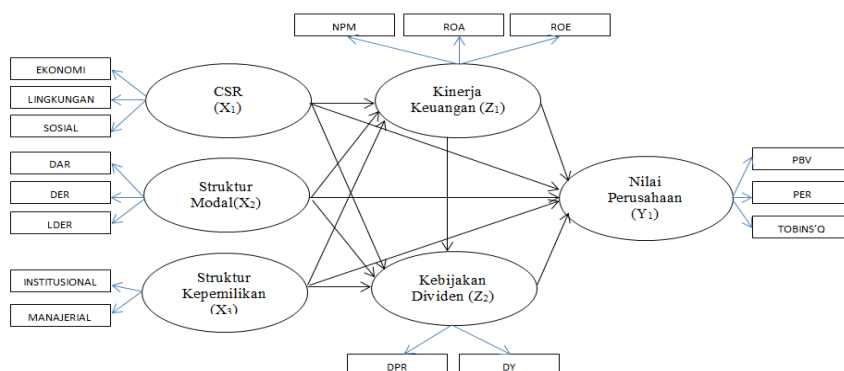 NPM
ROA
ROE
EKONOMI
LINGKUNGAN
SOSIAL
CSR
(X₁)
Kinerja
Keuangan (Z₁)
DAR
DER
LDER
Struktur
Modal(X₂)
Nilai
Perusahaan
(Y₁)
PBV
PER
TOBINS'Q
INSTITUSIONAL
MANAJERIAL
Struktur
Kepemilikan
(X₃)
Kebijakan
Dividen (Z₂)
DPR
DY